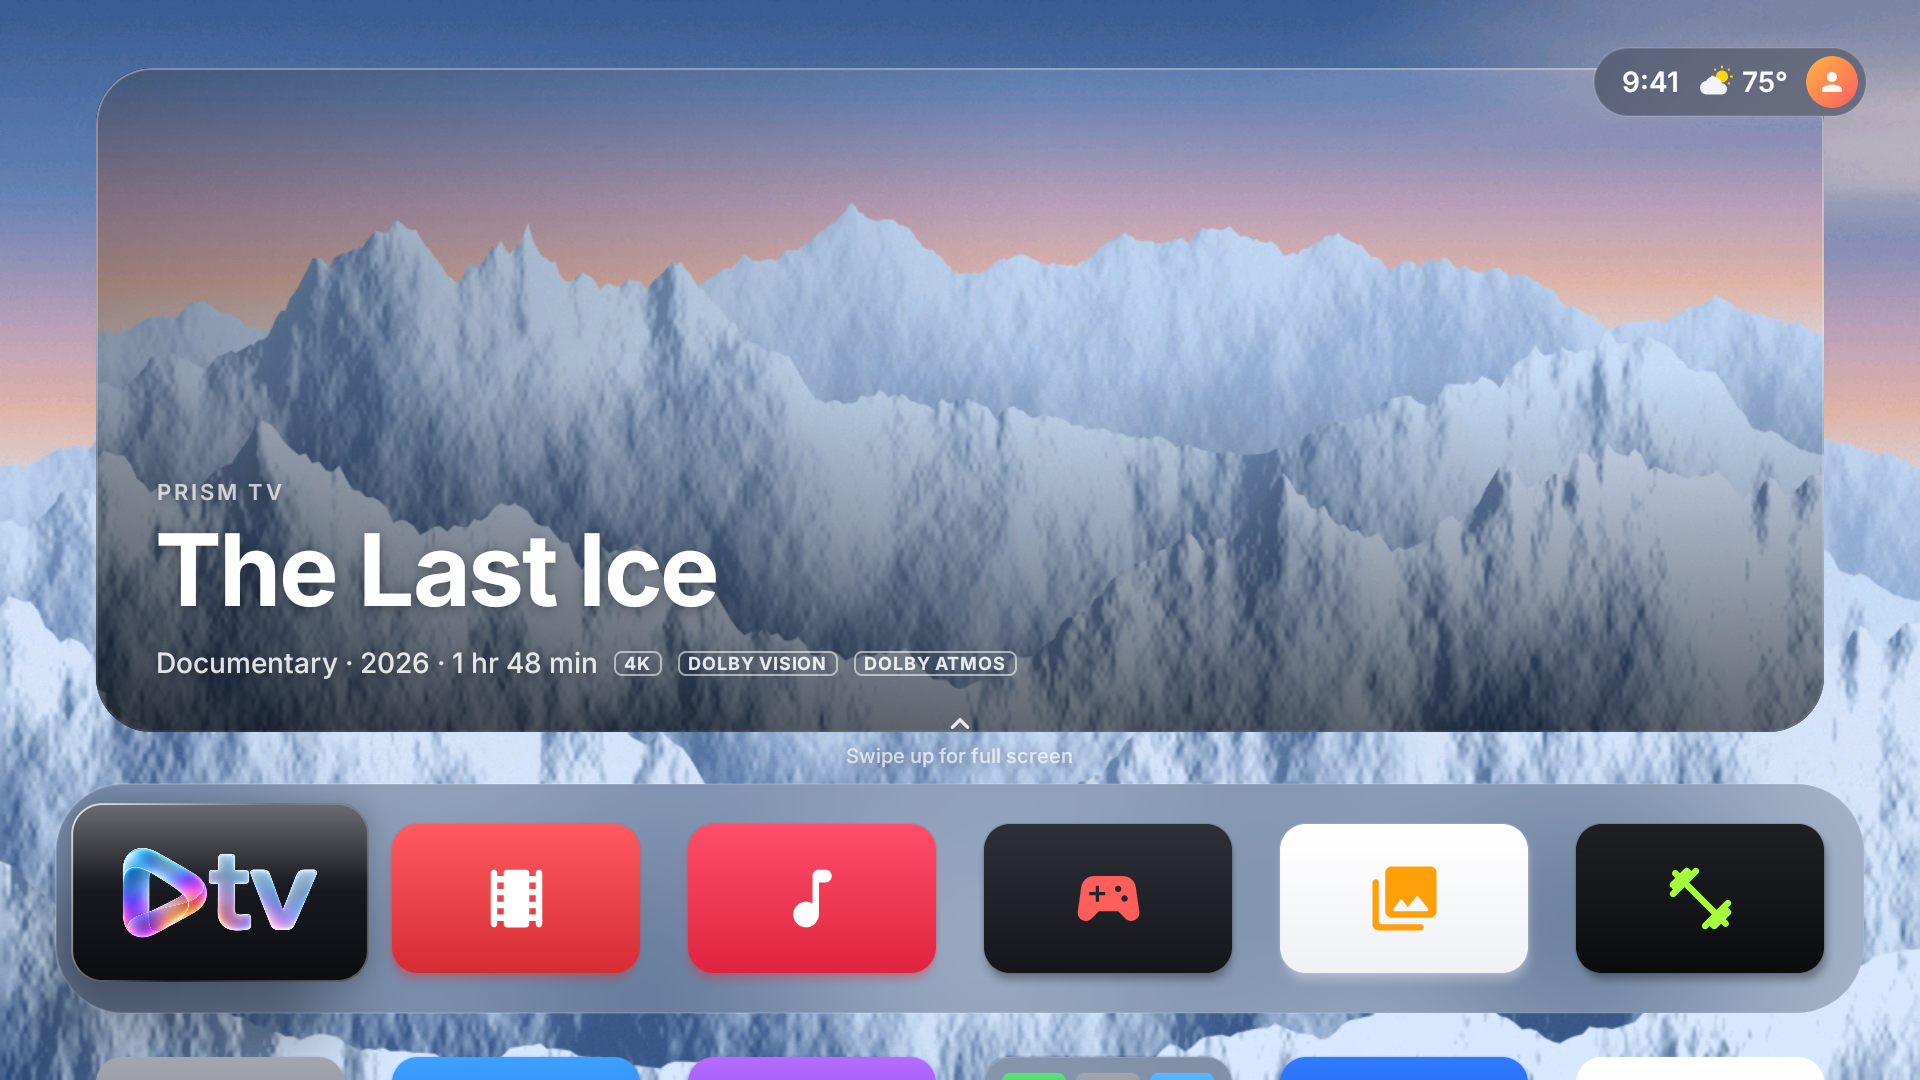 9:41 75°
PRISM TV
The Last Ice
Documentary · 2026 · 1 hr 48 min 4K DOLBY VISION DOLBY ATMOS
Swipe up for full screen
tv